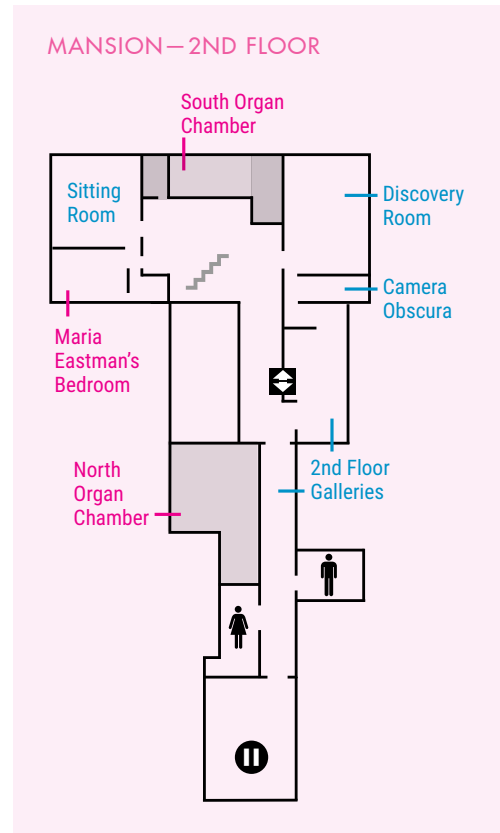 MANSION—2ND FLOOR
South Organ
Chamber
Sitting
Room
Discovery
Room
Camera
Obscura
Maria
Eastman's
Bedroom
North
Organ
Chamber
2nd Floor
Galleries